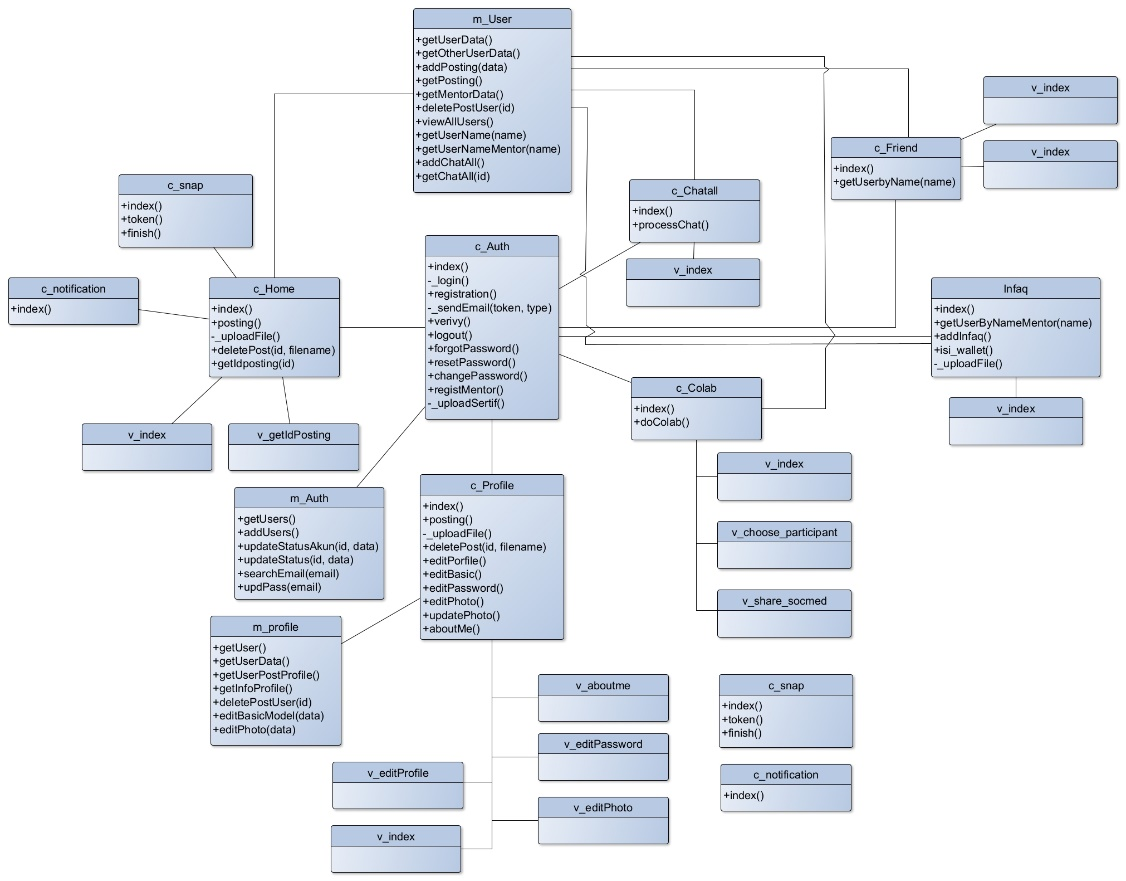 m_User
+getUserData()
+getOtherUserData()
+addPosting(data)
+getPosting()
+getMentorData()
+deletePostUser(id)
+viewAllUsers()
+getUserName(name)
+getUserNameMentor(name)
+addChatAll()
+getChatAll(id)
v_index
c_Friend
+index()
+getUserbyName(name)
v_index
c_snap
+index()
+token()
+finish()
c_Chatall
+index()
+processChat()
v_index
c_Auth
+index()
-_login()
+registration()
-_sendEmail(token, type)
+verivy()
+logout()
+forgotPassword()
+resetPassword()
+changePassword()
+registMentor()
-_uploadSertif()
c_notification
+index()
c_Home
+index()
+posting()
-_uploadFile()
+deletePost(id, filename)
+getIdposting(id)
Infaq
+index()
+getUserByNameMentor(name)
+addInfaq()
+isi_wallet()
-_uploadFile()
v_index
c_Colab
+index()
+doColab()
v_index
v_getIdPosting
v_index
v_choose_participant
v_share_socmed
m_Auth
+getUsers()
+addUsers()
+updateStatusAkun(id, data)
+updateStatus(id, data)
+searchEmail(email)
+updPass(email)
c_Profile
+index()
+posting()
-_uploadFile()
+deletePost(id, filename)
+editPorfile()
+editBasic()
+editPassword()
+editPhoto()
+updatePhoto()
+aboutMe()
m_profile
+getUser()
+getUserData()
+getUserPostProfile()
+getInfoProfile()
+deletePostUser(id)
+editBasicModel(data)
+editPhoto(data)
v_aboutme
v_editPassword
v_editProfile
v_editPhoto
v_index
c_snap
+index()
+token()
+finish()
c_notification
+index()